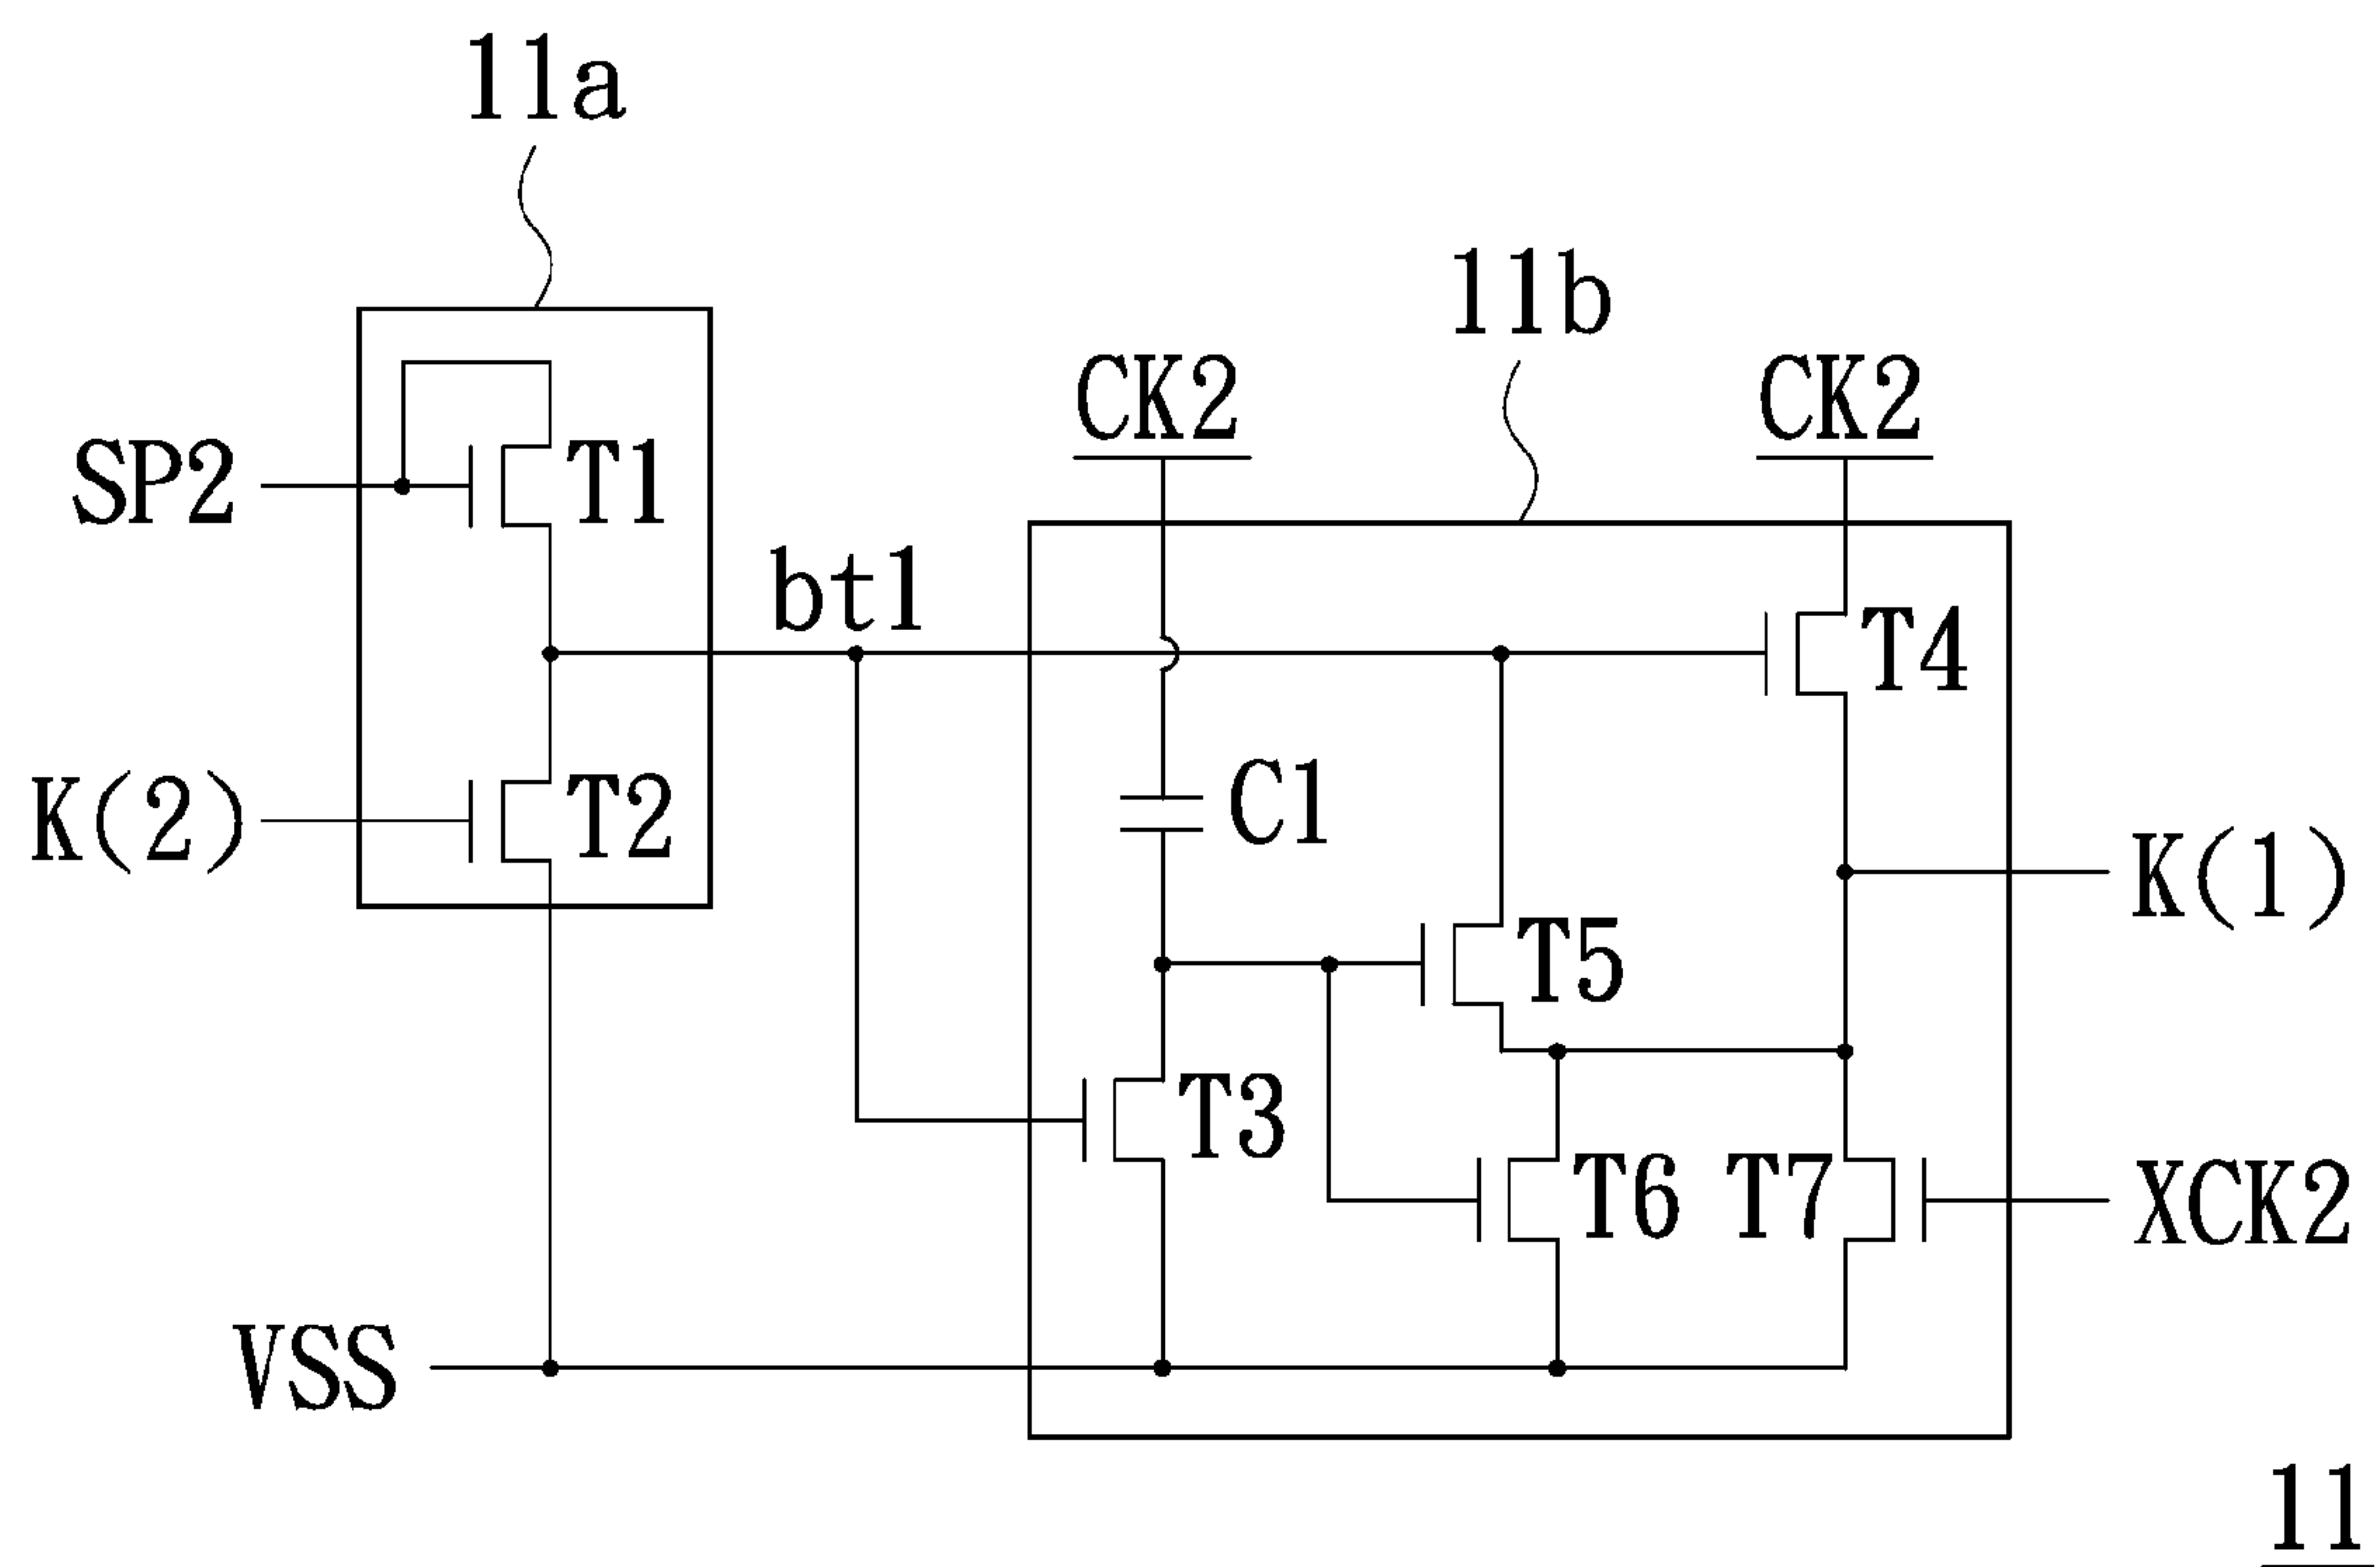 11a
11b
CK2
CK2
SP2
T1
bt1
T4
K(2)
T2
C1
K(1)
T5
T3
T6
T7
XCK2
VSS
11